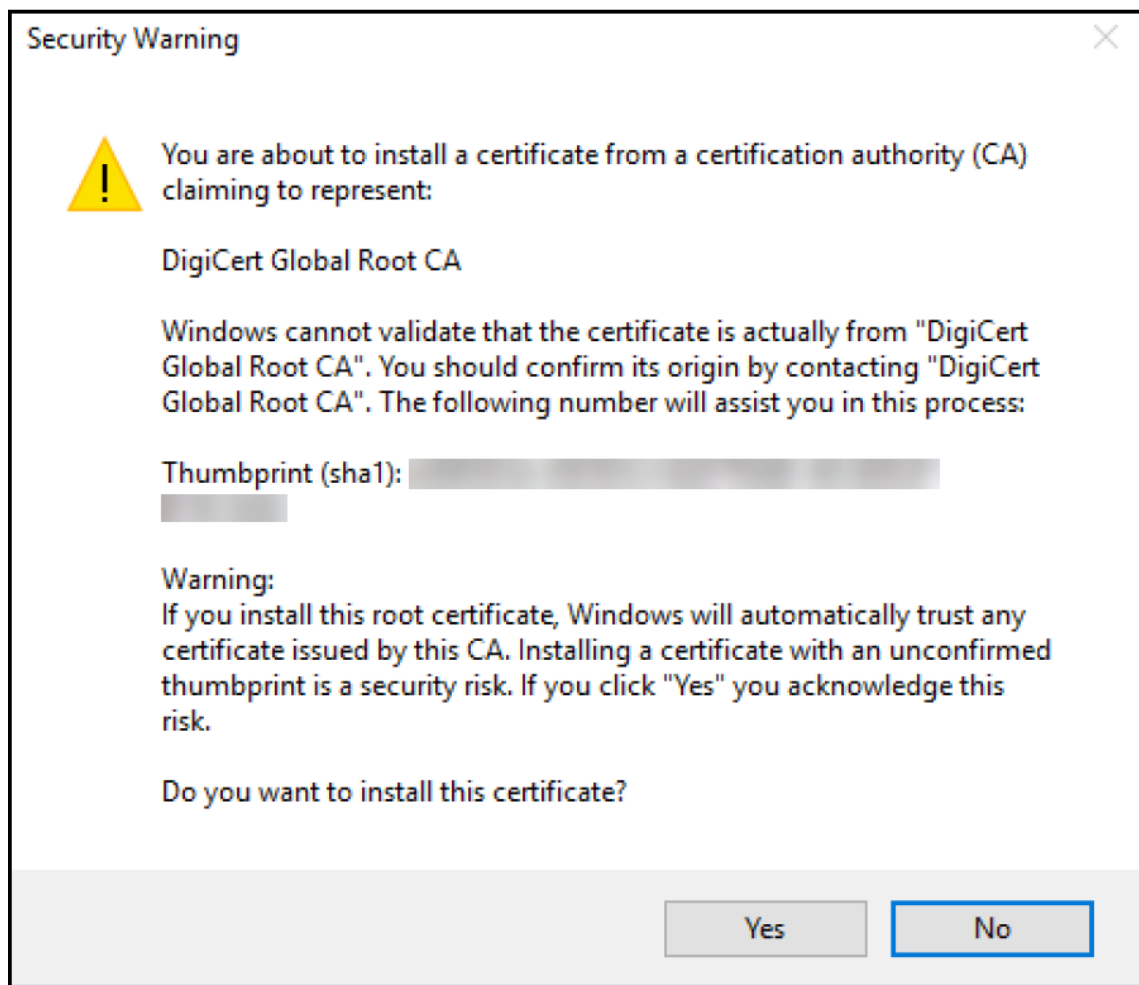 Security Warning
You are about to install a certificate from a certification authority (CA)
claiming to represent:
DigiCert Global Root CA
Windows cannot validate that the certificate is actually from "DigiCert
Global Root CA". You should confirm its origin by contacting "DigiCert
Global Root CA". The following number will assist you in this process:
Thumbprint (sha1):
Warning:
If you install this root certificate, Windows will automatically trust any
certificate issued by this CA. Installing a certificate with an unconfirmed
thumbprint is a security risk. If you click "Yes" you acknowledge this
risk.
Do you want to install this certificate?
Yes
No